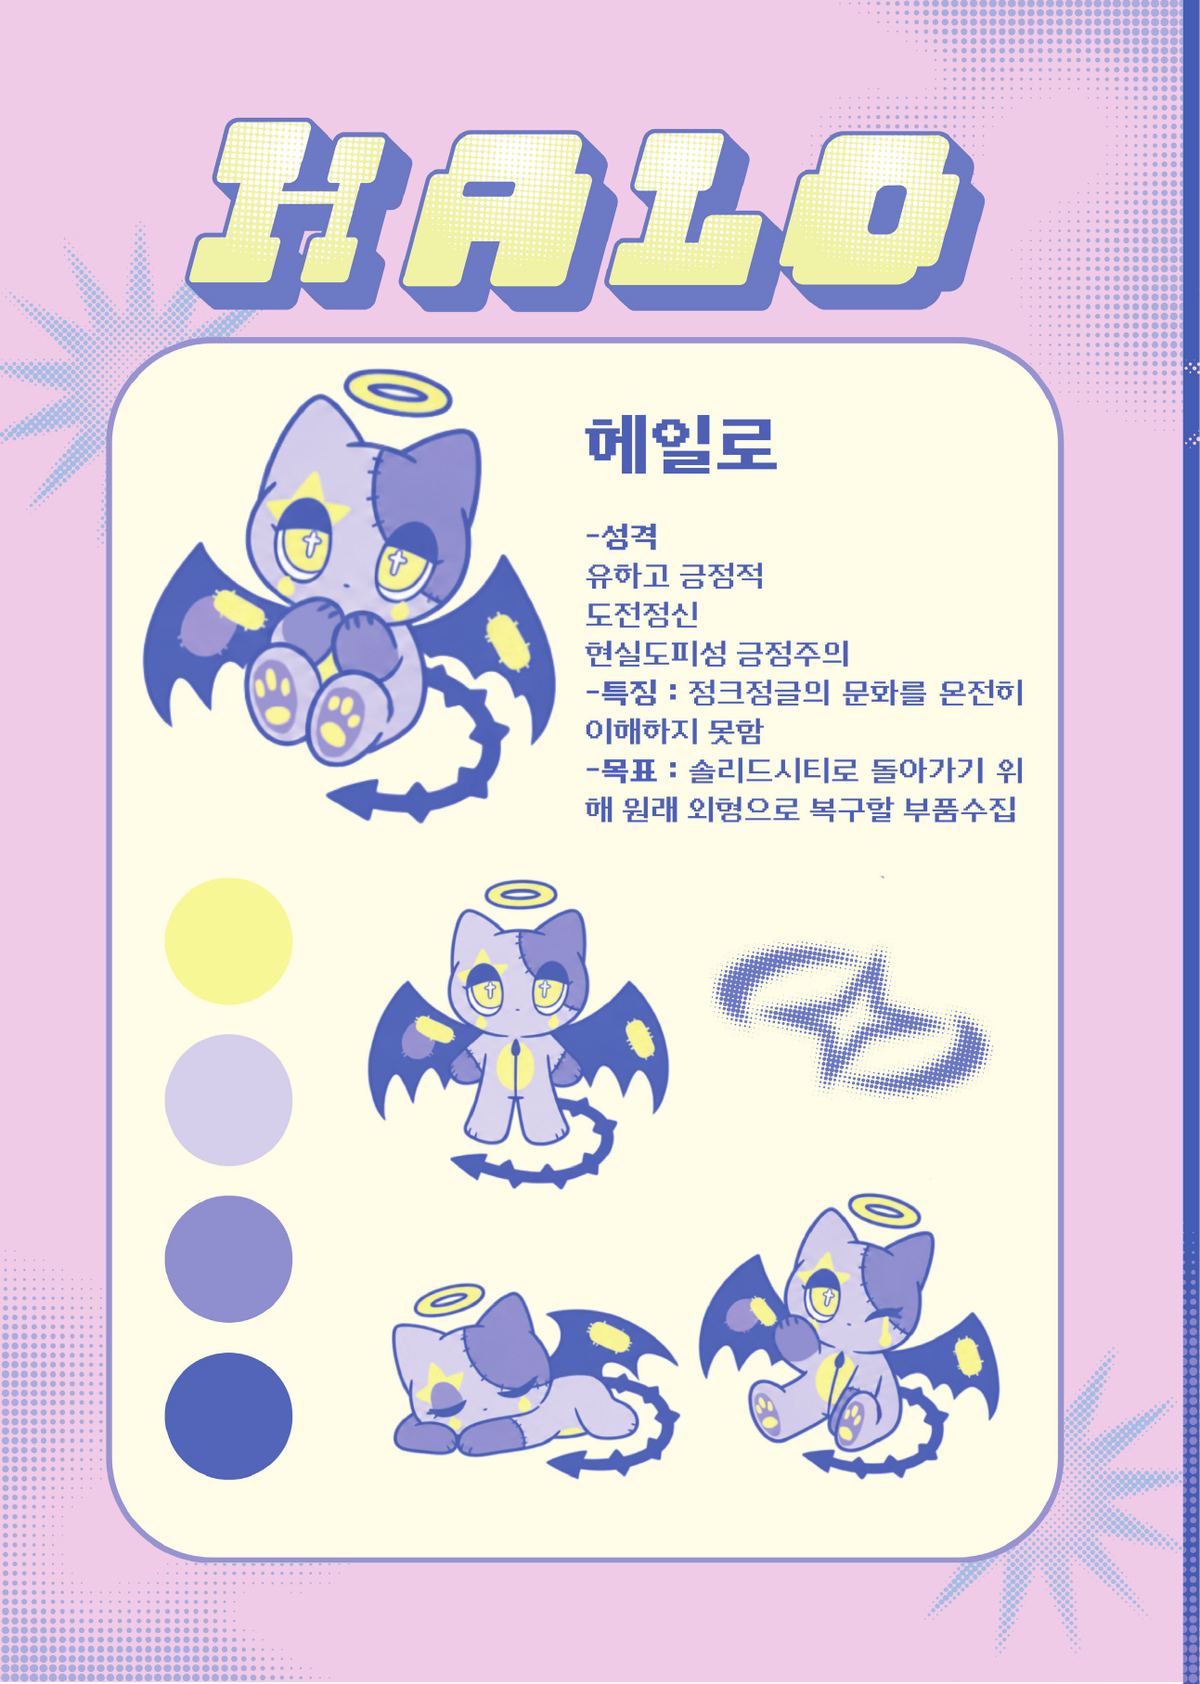 HALO
헤일로
-성격
유하고 긍정적
도전정신
현실도피성 긍정주의
-특징 : 정크정글의 문화를 온전히
이해하지 못함
-목표 : 솔리드시티로 돌아가기 위
해 원래 외형으로 복구할 부품수집